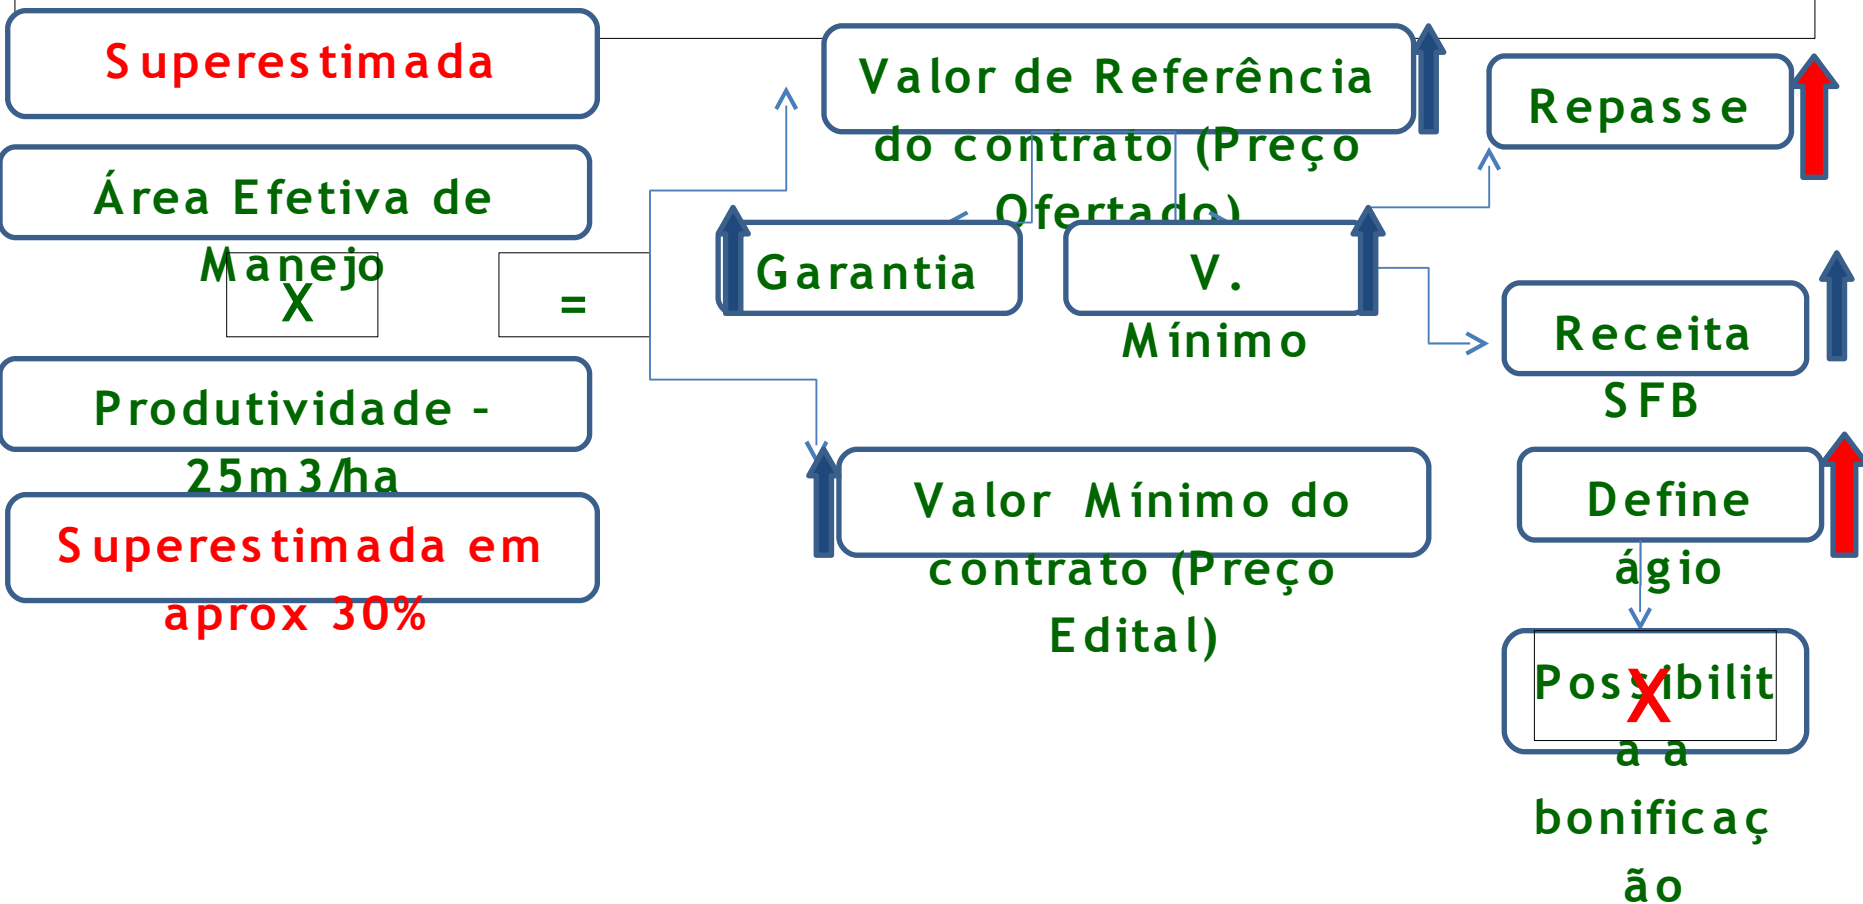 Superestimada
Área Efetiva de
Manejo
X
=
Produtividade –
25m3/ha
Superestimada em
aprox 30%
Valor de Referência
do contrato (Preço
Ofertado)
Garantia
V.
Mínimo
Valor Mínimo do
contrato (Preço
Edital)
Repasse
Receita
SFB
Define
ágio
Possibilit
a a
bonificaç
ão
X